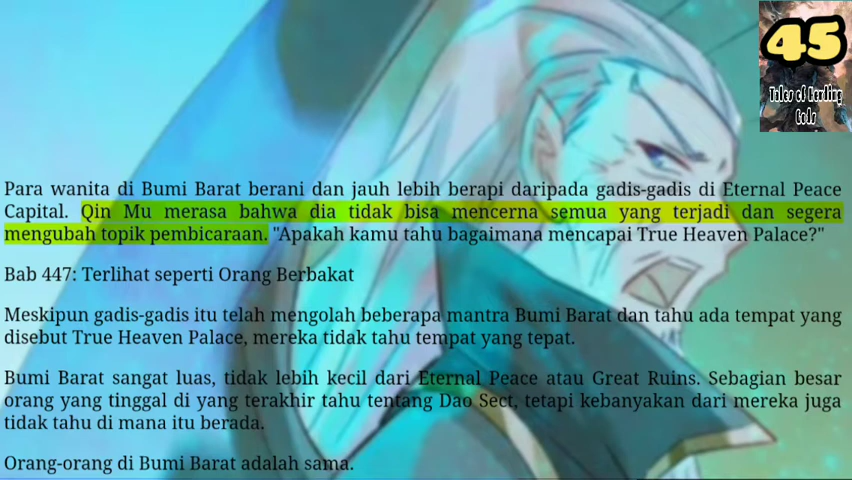 45
Tales of Herding
Gods
Para wanita di Bumi Barat berani dan jauh lebih berapi daripada gadis-gadis di Eternal Peace
Capital. Qin Mu merasa bahwa dia tidak bisa mencerna semua yang terjadi dan segera
mengubah topik pembicaraan. "Apakah kamu tahu bagaimana mencapai True Heaven Palace?"
Bab 447: Terlihat seperti Orang Berbakat
Meskipun gadis-gadis itu telah mengolah beberapa mantra Bumi Barat dan tahu ada tempat yang
disebut True Heaven Palace, mereka tidak tahu tempat yang tepat.
Bumi Barat sangat luas, tidak lebih kecil dari Eternal Peace atau Great Ruins. Sebagian besar
orang yang tinggal di yang terakhir tahu tentang Dao Sect, tetapi kebanyakan dari mereka juga
tidak tahu di mana itu berada.
Orang-orang di Bumi Barat adalah sama.